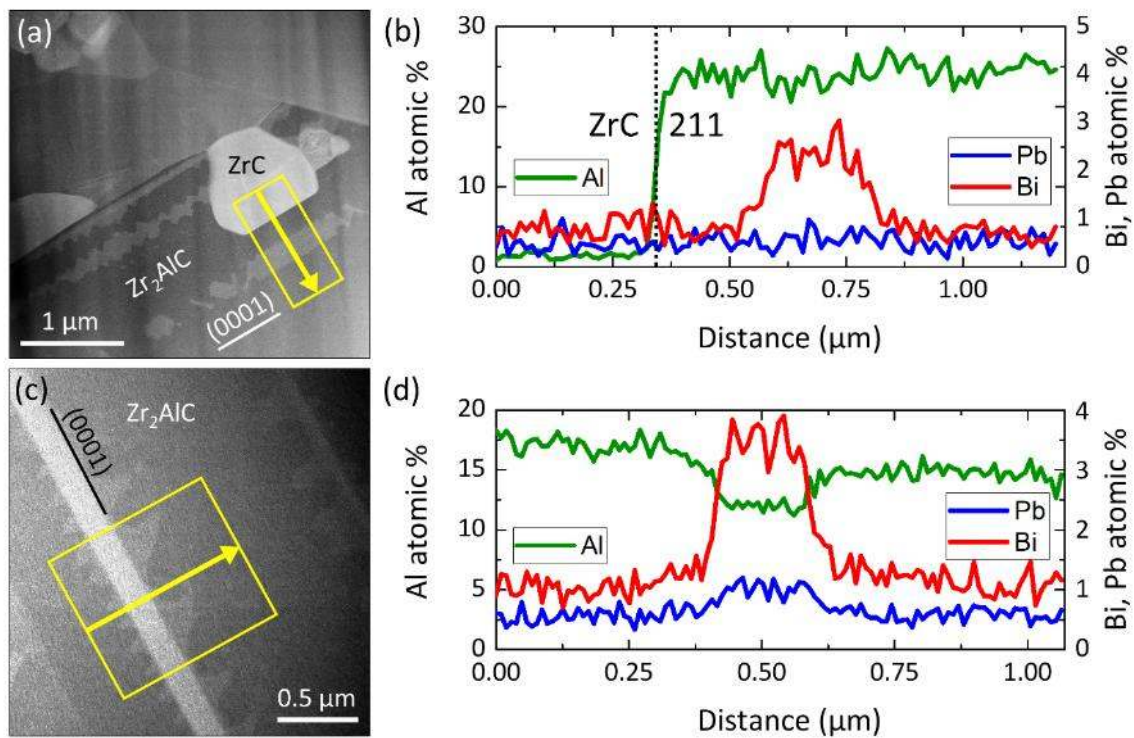 (a)
ZrC
Zr₂AlC
(0001)
1 μm
(b)
Al atomic %
30
20
10
0
ZrC 211
Al
Pb
Bi
5
4
3
2
1
0
Bi, Pb atomic %
0.00 0.25 0.50 0.75 1.00
Distance (μm)
(c)
(0001)
Zr₂AlC
0.5 μm
(d)
Al atomic %
20
15
10
5
0
Al
Pb
Bi
4
3
2
1
0
Bi, Pb atomic %
0.00 0.25 0.50 0.75 1.00
Distance (μm)